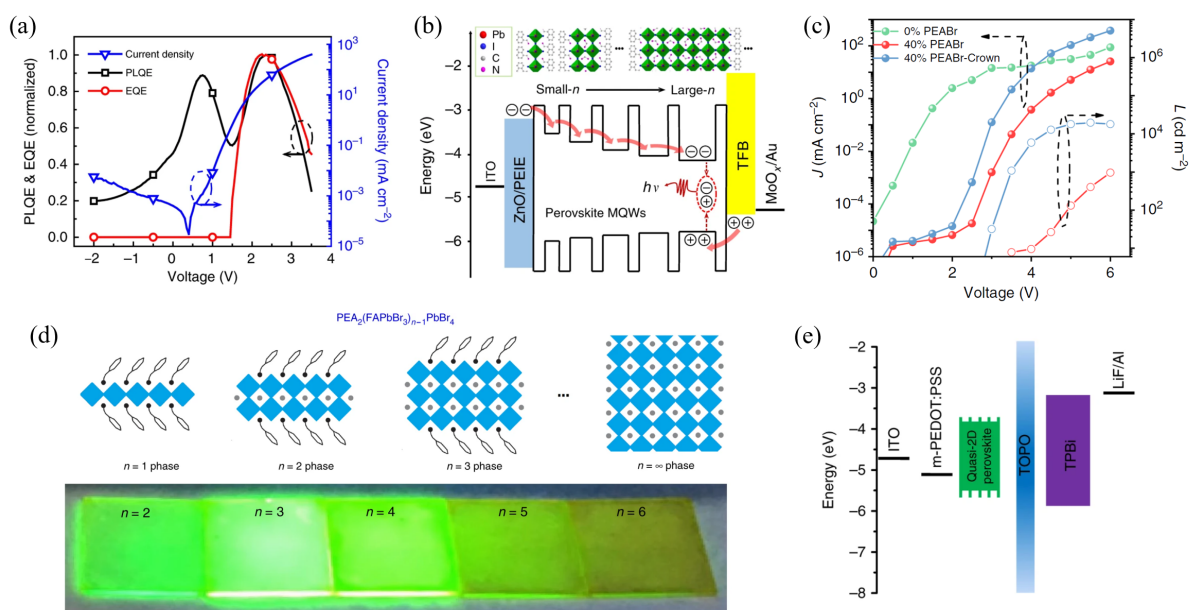 (a)
Current density
PLQE
EQE
PLQE & EQE (normalized)
1.0
0.8
0.6
0.4
0.2
0.0
-2
-1
0
1
2
3
4
Voltage (V)
10³
10¹
10⁻¹
10⁻³
10⁻⁵
Current density (mA cm⁻²)
(b)
Pb
I
C
N
...
...
Small-n
Large-n
Energy (eV)
-2
-3
-4
-5
-6
ITO
ZnO/PEIE
Perovskite MQWs
hν
TFB
MoOₓ/Au
(c)
0% PEABr
40% PEABr
40% PEABr-Crown
J (mA cm⁻²)
10²
10⁰
10⁻²
10⁻⁴
10⁻⁶
0
2
4
6
Voltage (V)
10⁶
10⁴
10²
L (cd m⁻²)
(d)
PEA₂(FAPbBr₃)ₙ₋₁PbBr₄
...
n = 1 phase
n = 2 phase
n = 3 phase
n = ∞ phase
n = 2
n = 3
n = 4
n = 5
n = 6
(e)
Energy (eV)
-2
-3
-4
-5
-6
-7
-8
ITO
m-PEDOT:PSS
Quasi-2D
perovskite
TOPO
TPBi
LiF/Al